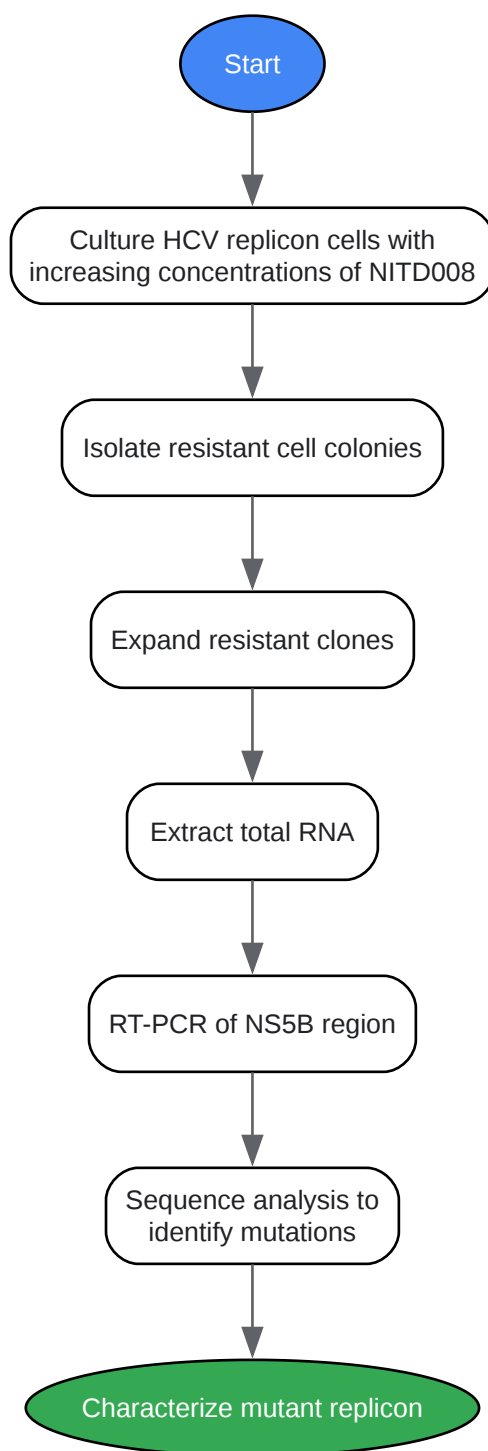 Start
Culture HCV replicon cells with
increasing concentrations of NITD008
Isolate resistant cell colonies
Expand resistant clones
Extract total RNA
RT-PCR of NS5B region
Sequence analysis to
identify mutations
Characterize mutant replicon